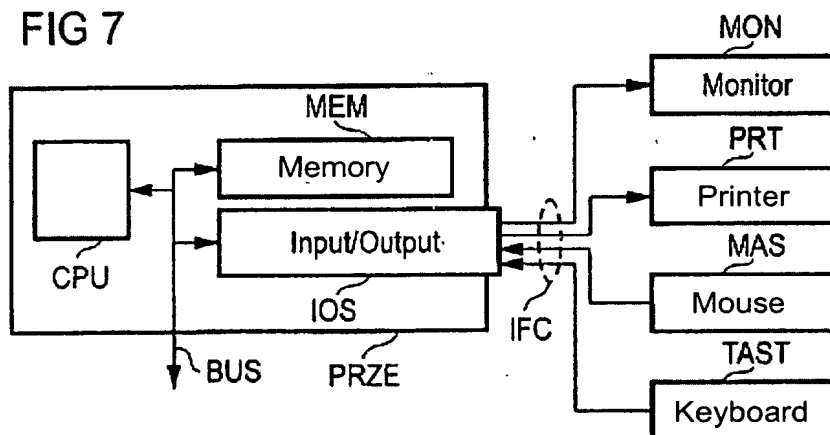 FIG 7
MEM
Memory
CPU
Input/Output
IOS
BUS
PRZE
IFC
MON
Monitor
PRT
Printer
MAS
Mouse
TAST
Keyboard